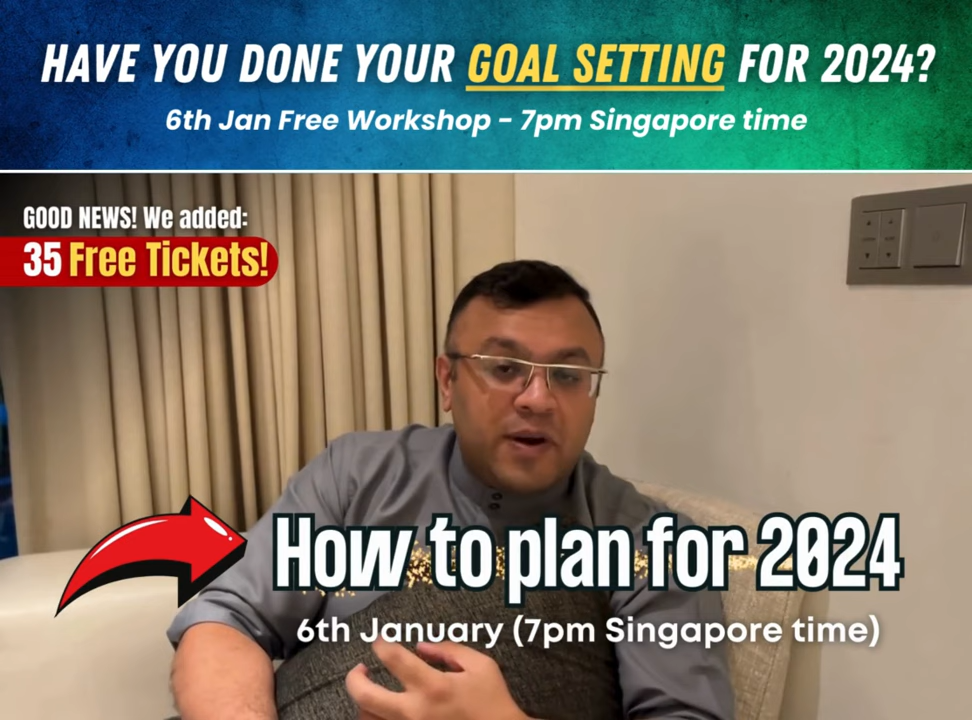 HAVE YOU DONE YOUR GOAL SETTING FOR 2024?
6th Jan Free Workshop - 7pm Singapore time
GOOD NEWS! We added:
35 Free Tickets!
How to plan for 2024
6th January (7pm Singapore time)